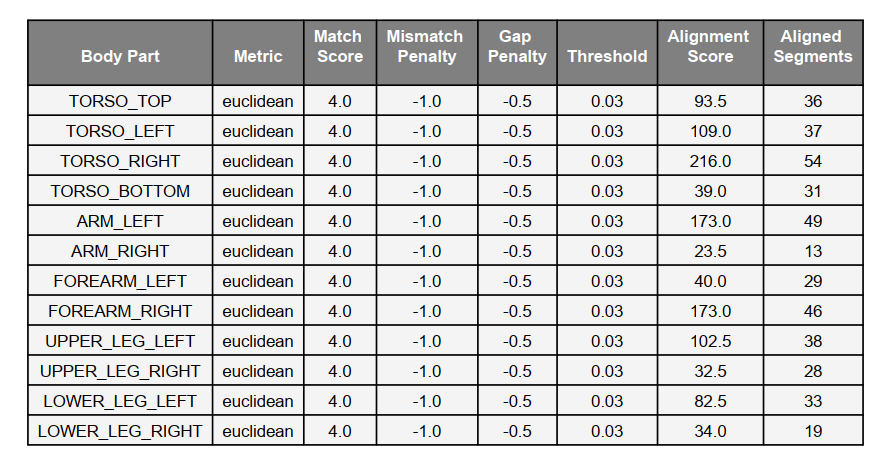 Body Part Metric Match Score Mismatch Penalty Gap Penalty Threshold Alignment Score Aligned Segments
TORSO_TOP euclidean 4.0 -1.0 -0.5 0.03 93.5 36
TORSO_LEFT euclidean 4.0 -1.0 -0.5 0.03 109.0 37
TORSO_RIGHT euclidean 4.0 -1.0 -0.5 0.03 216.0 54
TORSO_BOTTOM euclidean 4.0 -1.0 -0.5 0.03 39.0 31
ARM_LEFT euclidean 4.0 -1.0 -0.5 0.03 173.0 49
ARM_RIGHT euclidean 4.0 -1.0 -0.5 0.03 23.5 13
FOREARM_LEFT euclidean 4.0 -1.0 -0.5 0.03 40.0 29
FOREARM_RIGHT euclidean 4.0 -1.0 -0.5 0.03 173.0 46
UPPER_LEG_LEFT euclidean 4.0 -1.0 -0.5 0.03 102.5 38
UPPER_LEG_RIGHT euclidean 4.0 -1.0 -0.5 0.03 32.5 28
LOWER_LEG_LEFT euclidean 4.0 -1.0 -0.5 0.03 82.5 33
LOWER_LEG_RIGHT euclidean 4.0 -1.0 -0.5 0.03 34.0 19